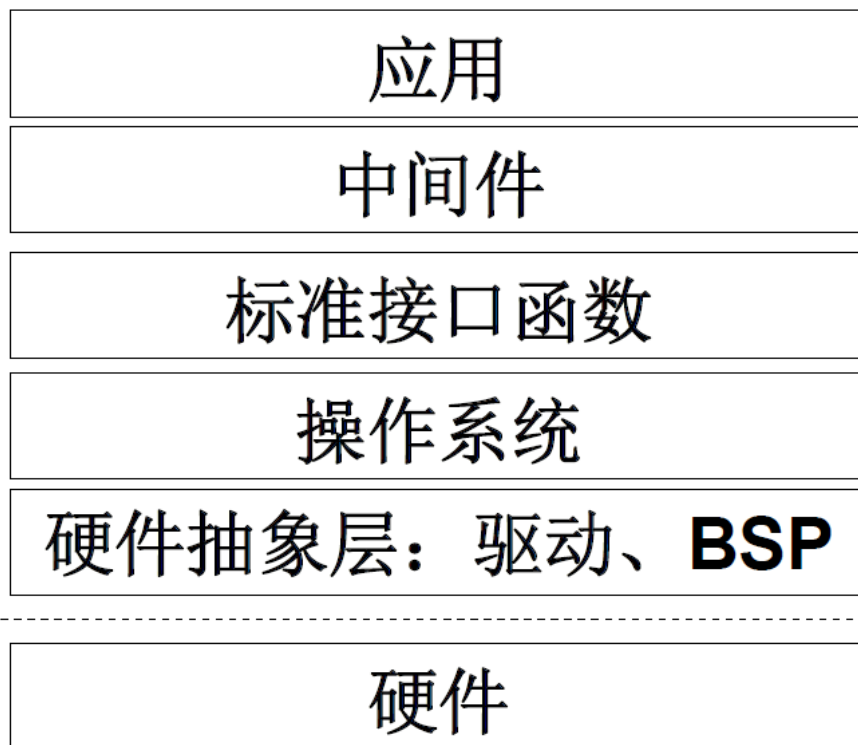 应用
中间件
标准接口函数
操作系统
硬件抽象层：驱动、BSP
硬件